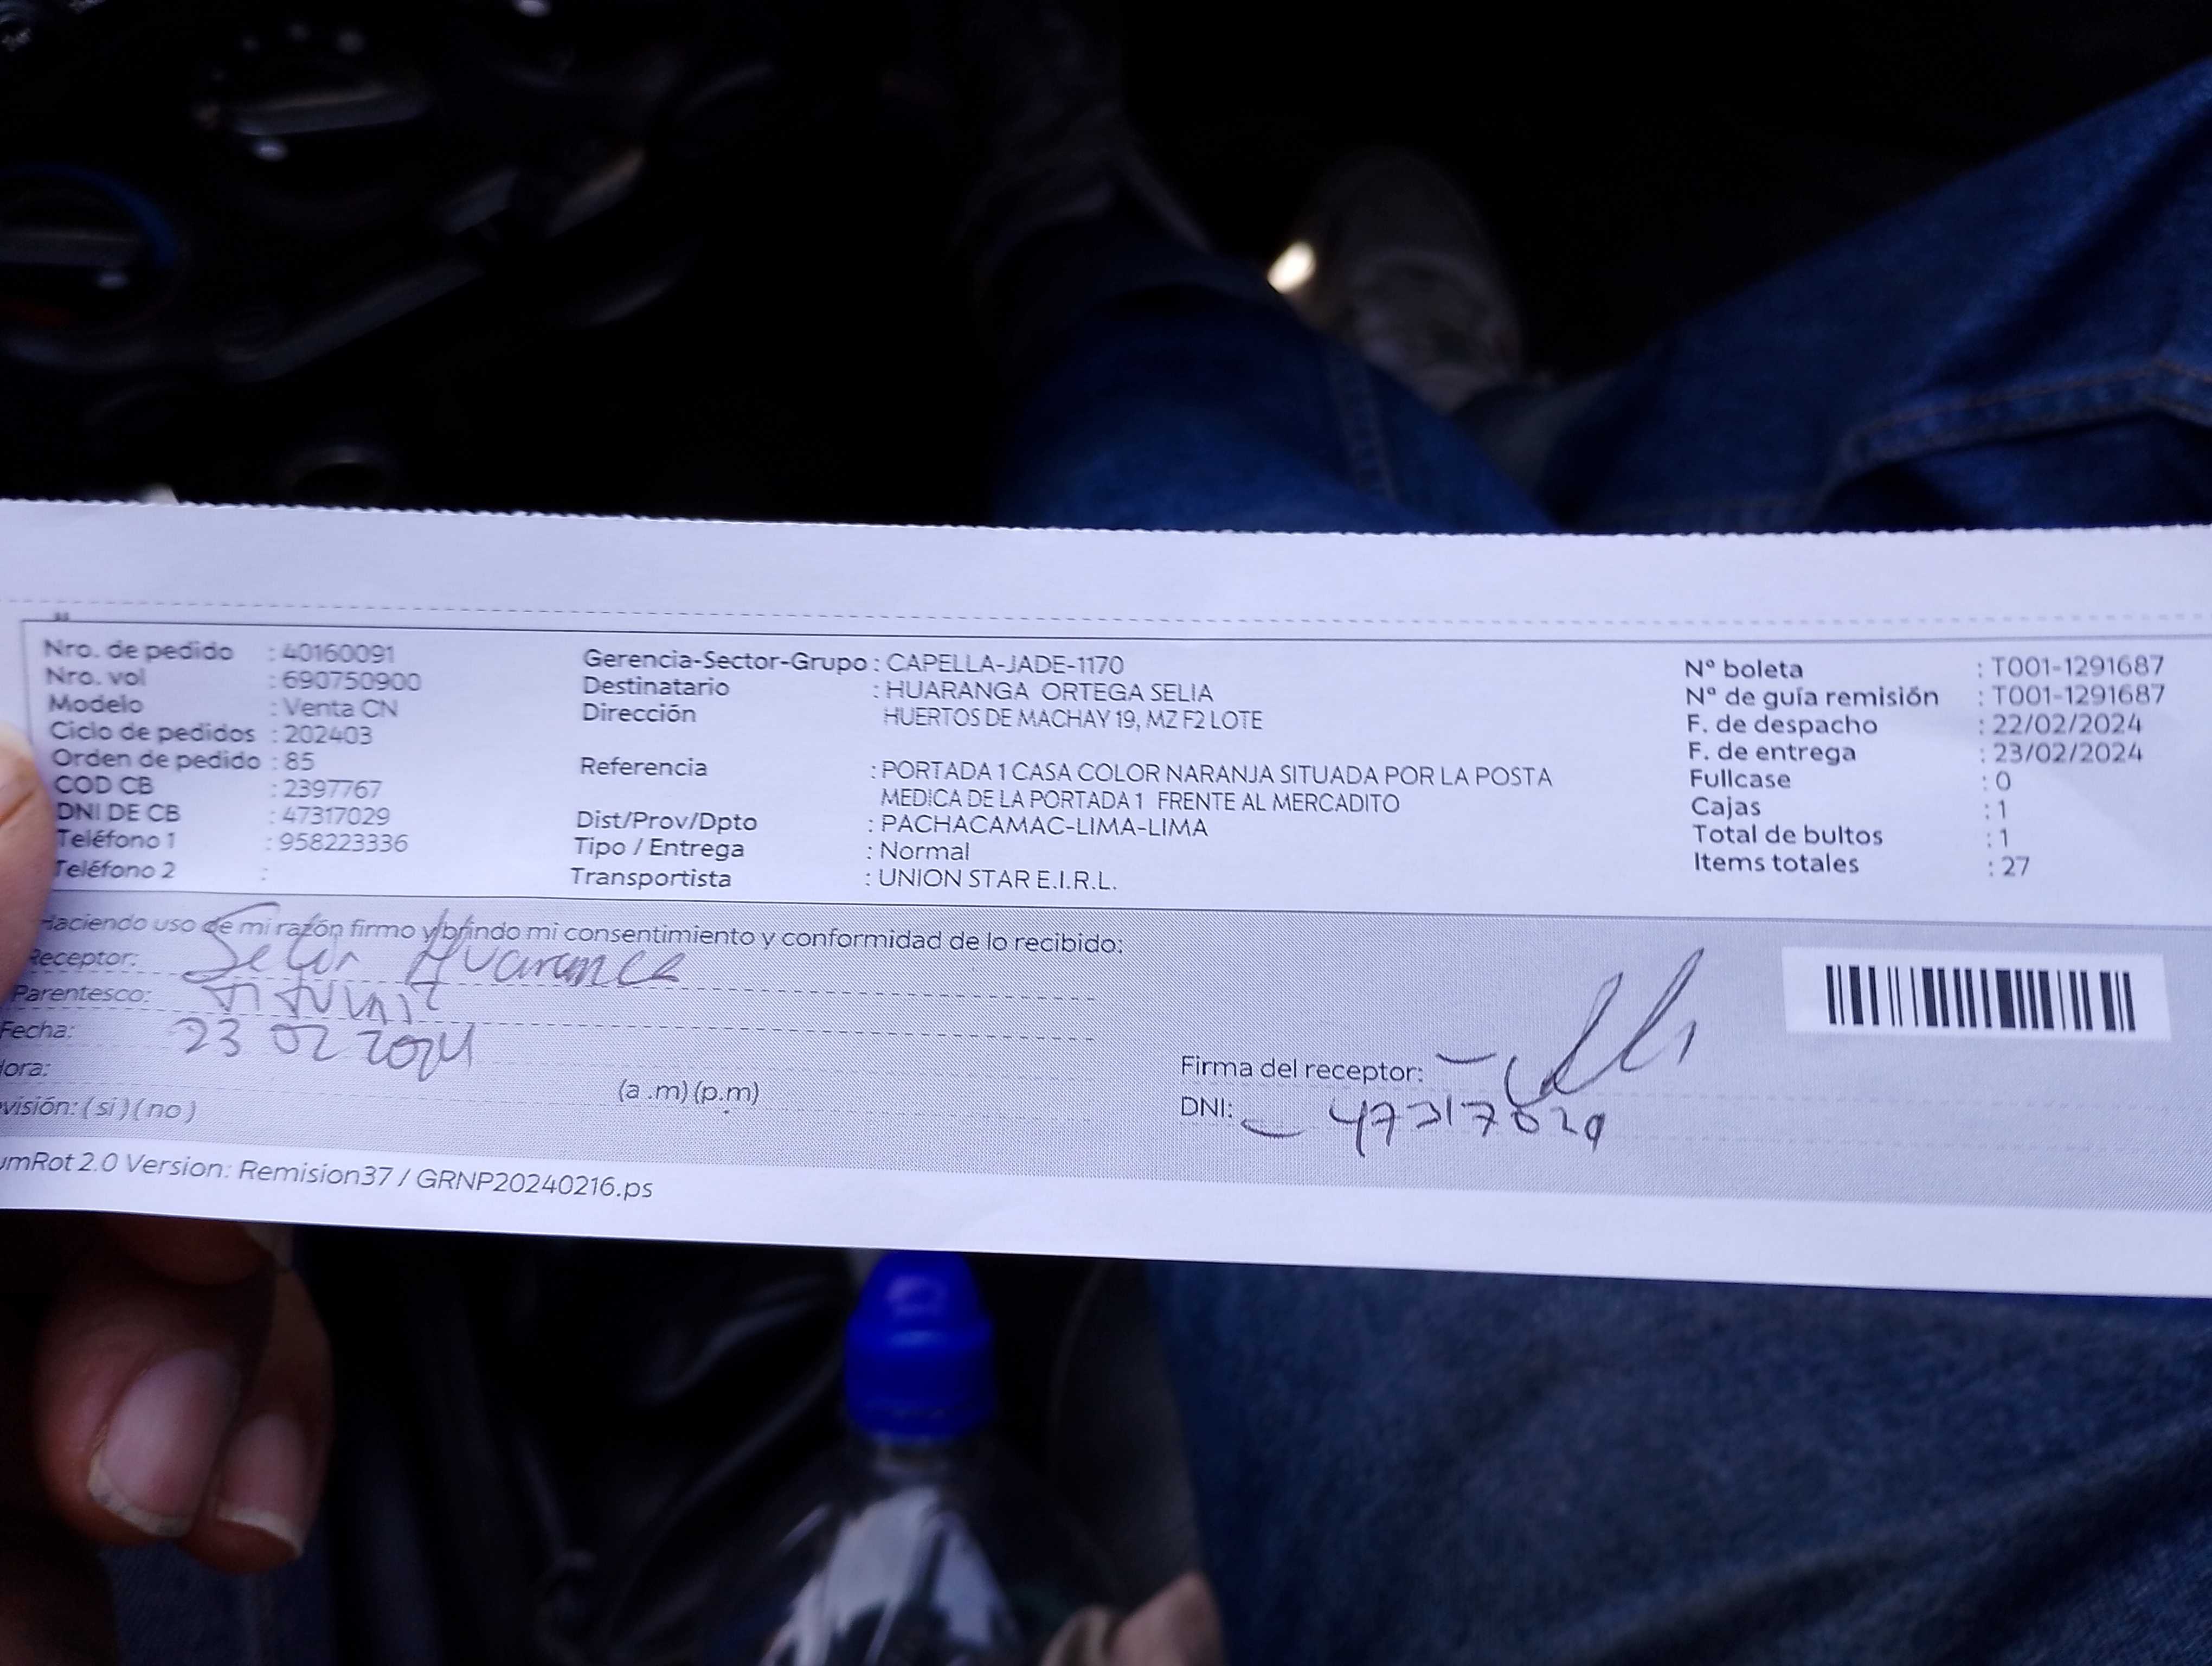 Nro. de pedido : 40160091
Nro. vol : 690750900
Modelo : Venta CN
Ciclo de pedidos : 202403
Orden de pedido : 85
COD CB : 2397767
DNI DE CB : 47317029
Teléfono 1 : 958223336
Teléfono 2 :
Gerencia-Sector-Grupo : CAPELLA-JADE-1170
Destinatario : HUARANGA ORTEGA SELIA
Dirección HUERTOS DE MACHAY 19, MZ F2 LOTE
Referencia : PORTADA 1 CASA COLOR NARANJA SITUADA POR LA POSTA
MEDICA DE LA PORTADA 1 FRENTE AL MERCADITO
Dist/Prov/Dpto : PACHACAMAC-LIMA-LIMA
Tipo / Entrega : Normal
Transportista : UNION STAR E.I.R.L.
N° boleta : T001-1291687
N° de guía remisión : T001-1291687
F. de despacho : 22/02/2024
F. de entrega : 23/02/2024
Fullcase : 0
Cajas : 1
Total de bultos : 1
Items totales : 27
Haciendo uso de mi razón firmo y brindo mi consentimiento y conformidad de lo recibido:
Receptor:
Parentesco:
Fecha: 23 02 2024
Hora: (a .m) (p.m)
visión: ( si ) ( no )
Firma del receptor:
DNI: 47317029
umRot 2.0 Version: Remision37 / GRNP20240216.ps